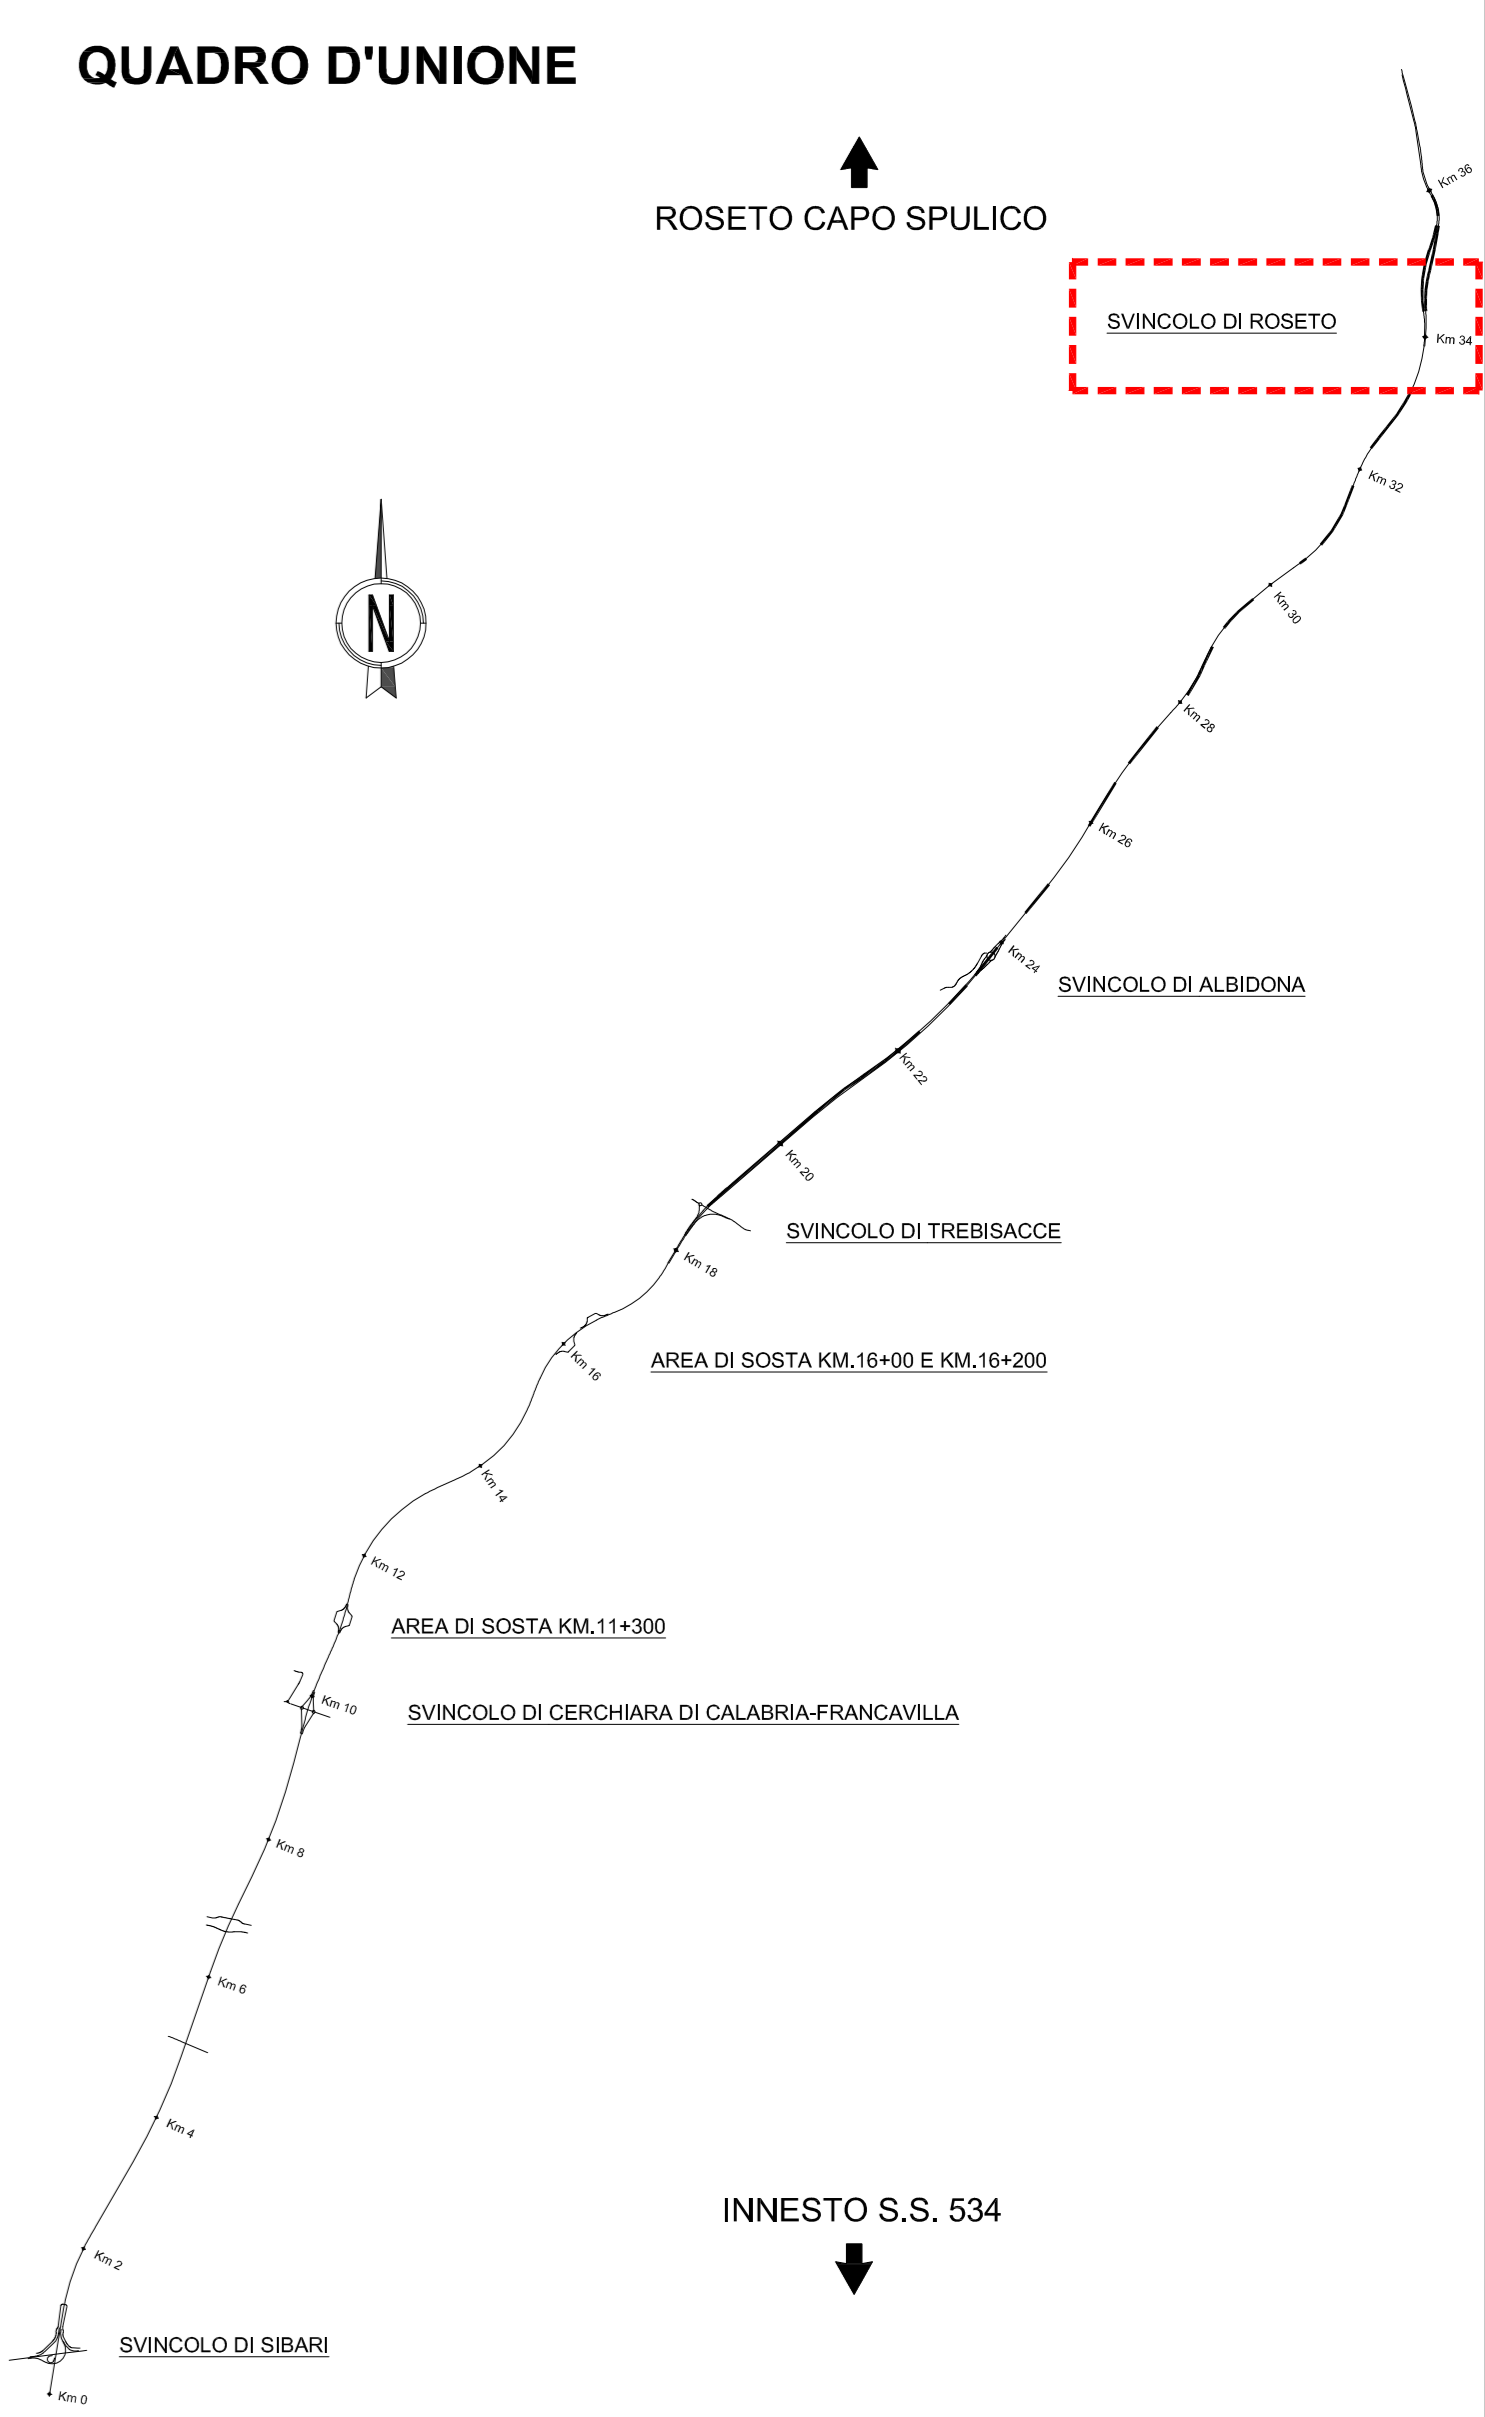 QUADRO D'UNIONE
ROSETO CAPO SPULICO
Km 36
SVINCOLO DI ROSETO
Km 34
Km 32
N
Km 30
Km 28
Km 26
Km 24
SVINCOLO DI ALBIDONA
Km 22
Km 20
SVINCOLO DI TREBISACCE
Km 18
AREA DI SOSTA KM.16+00 E KM.16+200
Km 16
Km 14
Km 12
AREA DI SOSTA KM.11+300
Km 10
SVINCOLO DI CERCHIARA DI CALABRIA-FRANCAVILLA
Km 8
Km 6
Km 4
INNESTO S.S. 534
Km 2
SVINCOLO DI SIBARI
Km 0